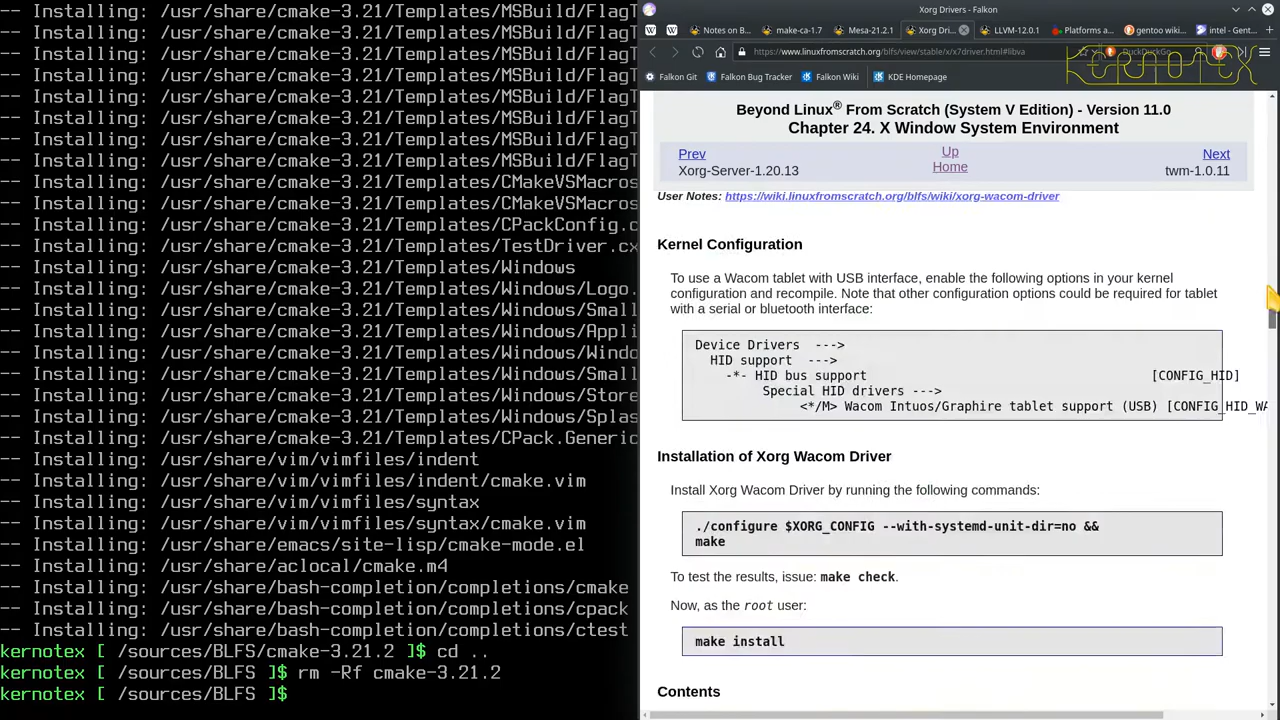 -- Installing: /usr/share/cmake-3.21/Templates/MSBuild/FlagT
-- Installing: /usr/share/cmake-3.21/Templates/MSBuild/FlagT
-- Installing: /usr/share/cmake-3.21/Templates/MSBuild/FlagT
-- Installing: /usr/share/cmake-3.21/Templates/MSBuild/FlagT
-- Installing: /usr/share/cmake-3.21/Templates/MSBuild/FlagT
-- Installing: /usr/share/cmake-3.21/Templates/MSBuild/FlagT
-- Installing: /usr/share/cmake-3.21/Templates/MSBuild/FlagT
-- Installing: /usr/share/cmake-3.21/Templates/MSBuild/FlagT
-- Installing: /usr/share/cmake-3.21/Templates/CMakeVSMacros
-- Installing: /usr/share/cmake-3.21/Templates/CMakeVSMacros
-- Installing: /usr/share/cmake-3.21/Templates/CPackConfig.c
-- Installing: /usr/share/cmake-3.21/Templates/TestDriver.cx
-- Installing: /usr/share/cmake-3.21/Templates/Windows
-- Installing: /usr/share/cmake-3.21/Templates/Windows/Logo.
-- Installing: /usr/share/cmake-3.21/Templates/Windows/Small
-- Installing: /usr/share/cmake-3.21/Templates/Windows/Appli
-- Installing: /usr/share/cmake-3.21/Templates/Windows/Windo
-- Installing: /usr/share/cmake-3.21/Templates/Windows/Small
-- Installing: /usr/share/cmake-3.21/Templates/Windows/Store
-- Installing: /usr/share/cmake-3.21/Templates/Windows/Splas
-- Installing: /usr/share/cmake-3.21/Templates/CPack.Generic
-- Installing: /usr/share/vim/vimfiles/indent
-- Installing: /usr/share/vim/vimfiles/indent/cmake.vim
-- Installing: /usr/share/vim/vimfiles/syntax
-- Installing: /usr/share/vim/vimfiles/syntax/cmake.vim
-- Installing: /usr/share/emacs/site-lisp/cmake-mode.el
-- Installing: /usr/share/aclocal/cmake.m4
-- Installing: /usr/share/bash-completion/completions/cmake
-- Installing: /usr/share/bash-completion/completions/cpack
-- Installing: /usr/share/bash-completion/completions/ctest
kernotex [ /sources/BLFS/cmake-3.21.2 ]$ cd ..
kernotex [ /sources/BLFS ]$ rm -Rf cmake-3.21.2
kernotex [ /sources/BLFS ]$
Xorg Drivers - Falkon
Notes on B... make-ca-1.7 Mesa-21.2.1 Xorg Dri... LLVM-12.0.1 Platforms a... gentoo wiki... intel - Gent...
https://www.linuxfromscratch.org/blfs/view/stable/x/x7driver.html#libva DuckDuckGo
kernotex
Falkon Git Falkon Bug Tracker Falkon Wiki KDE Homepage
Beyond Linux® From Scratch (System V Edition) - Version 11.0
Chapter 24. X Window System Environment
Prev Up Next
Xorg-Server-1.20.13 Home twm-1.0.11
User Notes: https://wiki.linuxfromscratch.org/blfs/wiki/xorg-wacom-driver
Kernel Configuration
To use a Wacom tablet with USB interface, enable the following options in your kernel
configuration and recompile. Note that other configuration options could be required for tablet
with a serial or bluetooth interface:
Device Drivers --->
HID support --->
-*- HID bus support [CONFIG_HID]
Special HID drivers --->
<*/M> Wacom Intuos/Graphire tablet support (USB) [CONFIG_HID_WA
Installation of Xorg Wacom Driver
Install Xorg Wacom Driver by running the following commands:
./configure $XORG_CONFIG --with-systemd-unit-dir=no &&
make
To test the results, issue: make check.
Now, as the root user:
make install
Contents